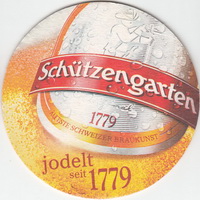 Schützengarten
1779
ÄLTESTE SCHWEIZER BRAUKUNST
jodelt
seit 1779